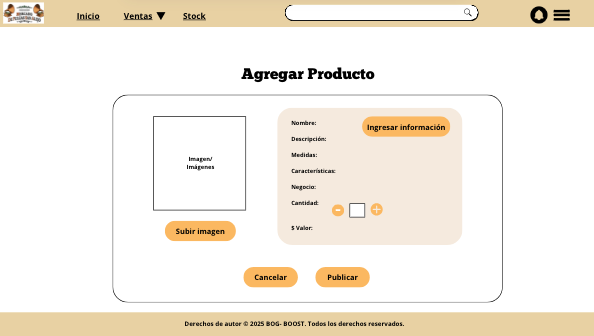 Inicio
Ventas
Stock
Agregar Producto
Imagen/
Imágenes
Subir imagen
Nombre:
Ingresar información
Descripción:
Medidas:
Características:
Negocio:
Cantidad:
-
+
$ Valor:
Cancelar
Publicar
Derechos de autor © 2025 BOG- BOOST. Todos los derechos reservados.